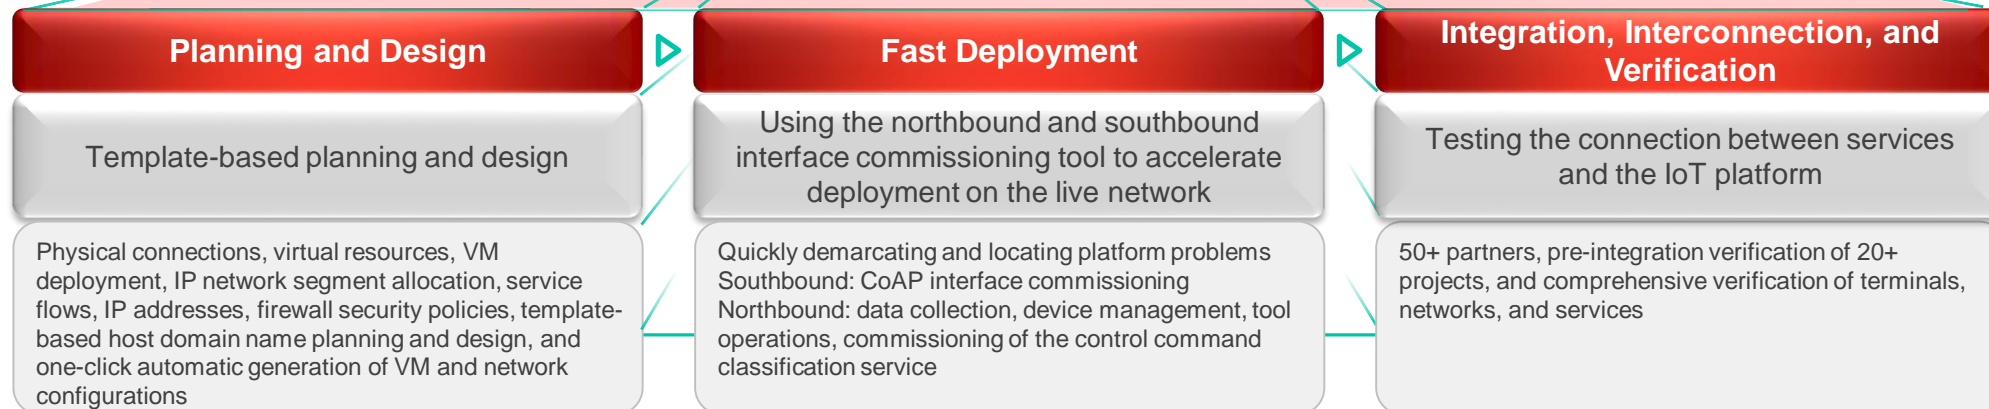 Planning and Design
Template-based planning and design
Physical connections, virtual resources, VM
deployment, IP network segment allocation, service
flows, IP addresses, firewall security policies, template-
based host domain name planning and design, and
one-click automatic generation of VM and network
configurations
Fast Deployment
Using the northbound and southbound
interface commissioning tool to accelerate
deployment on the live network
Quickly demarcating and locating platform problems
Southbound: CoAP interface commissioning
Northbound: data collection, device management, tool
operations, commissioning of the control command
classification service
Integration, Interconnection, and
Verification
Testing the connection between services
and the IoT platform
50+ partners, pre-integration verification of 20+
projects, and comprehensive verification of terminals,
networks, and services